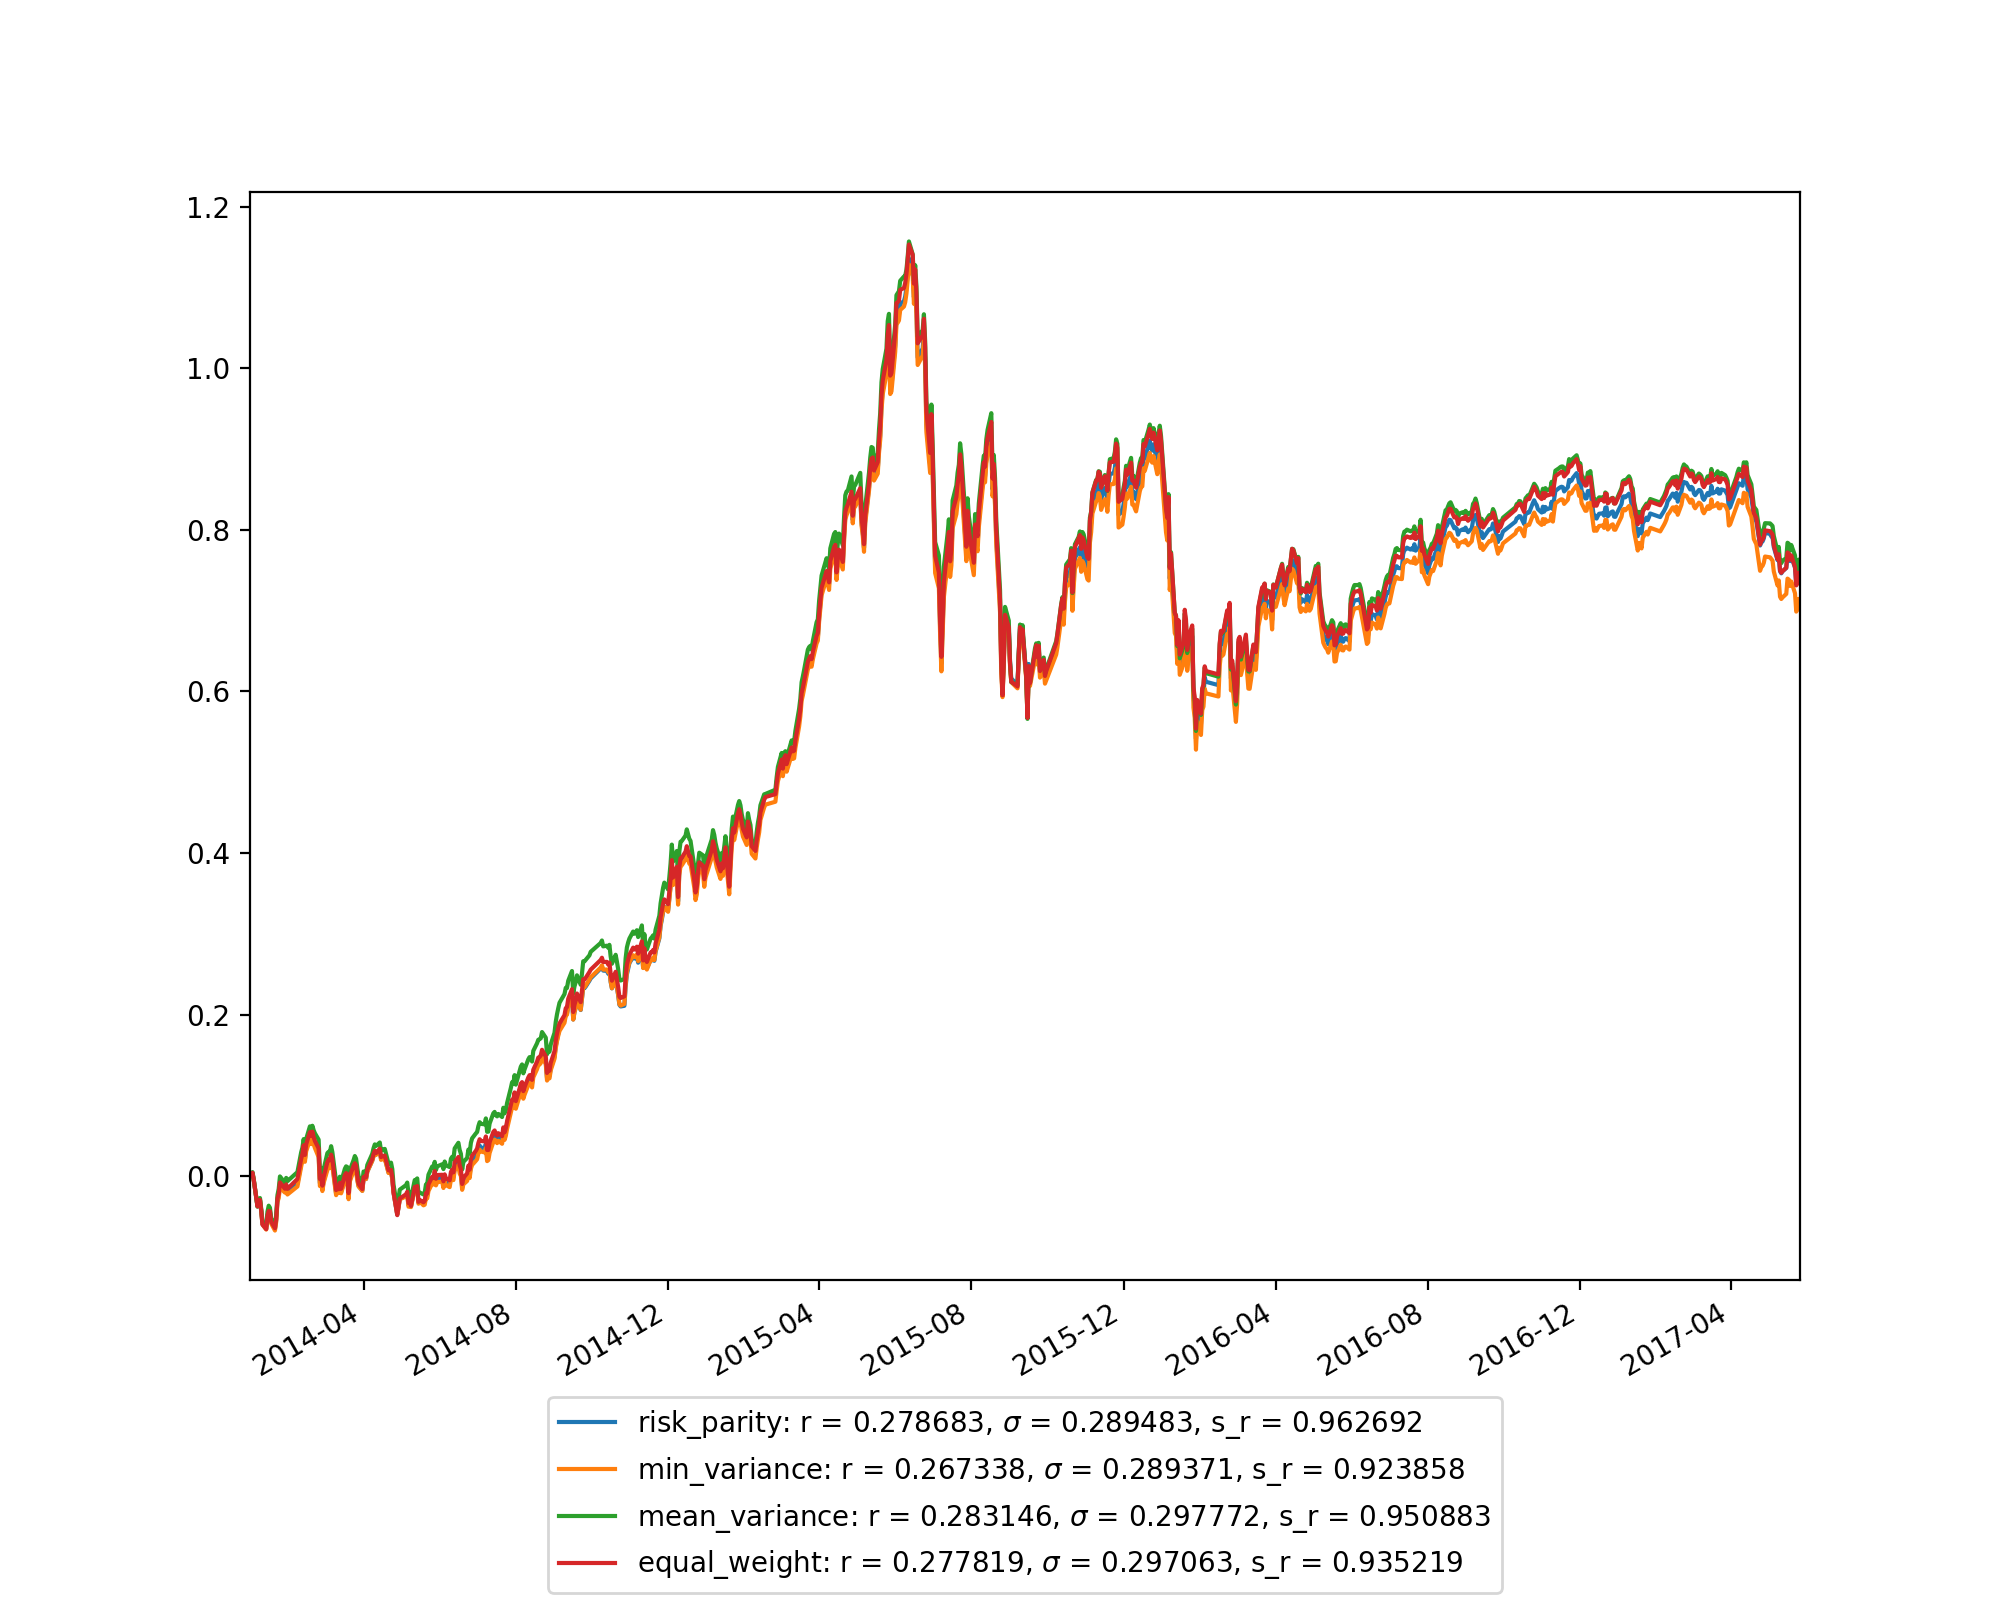 1.2
1.0
0.8
0.6
0.4
0.2
0.0
2014-04 2014-08 2014-12 2015-04 2015-08 2015-12 2016-04 2016-08 2016-12 2017-04
risk_parity: r = 0.278683, σ = 0.289483, s_r = 0.962692
min_variance: r = 0.267338, σ = 0.289371, s_r = 0.923858
mean_variance: r = 0.283146, σ = 0.297772, s_r = 0.950883
equal_weight: r = 0.277819, σ = 0.297063, s_r = 0.935219